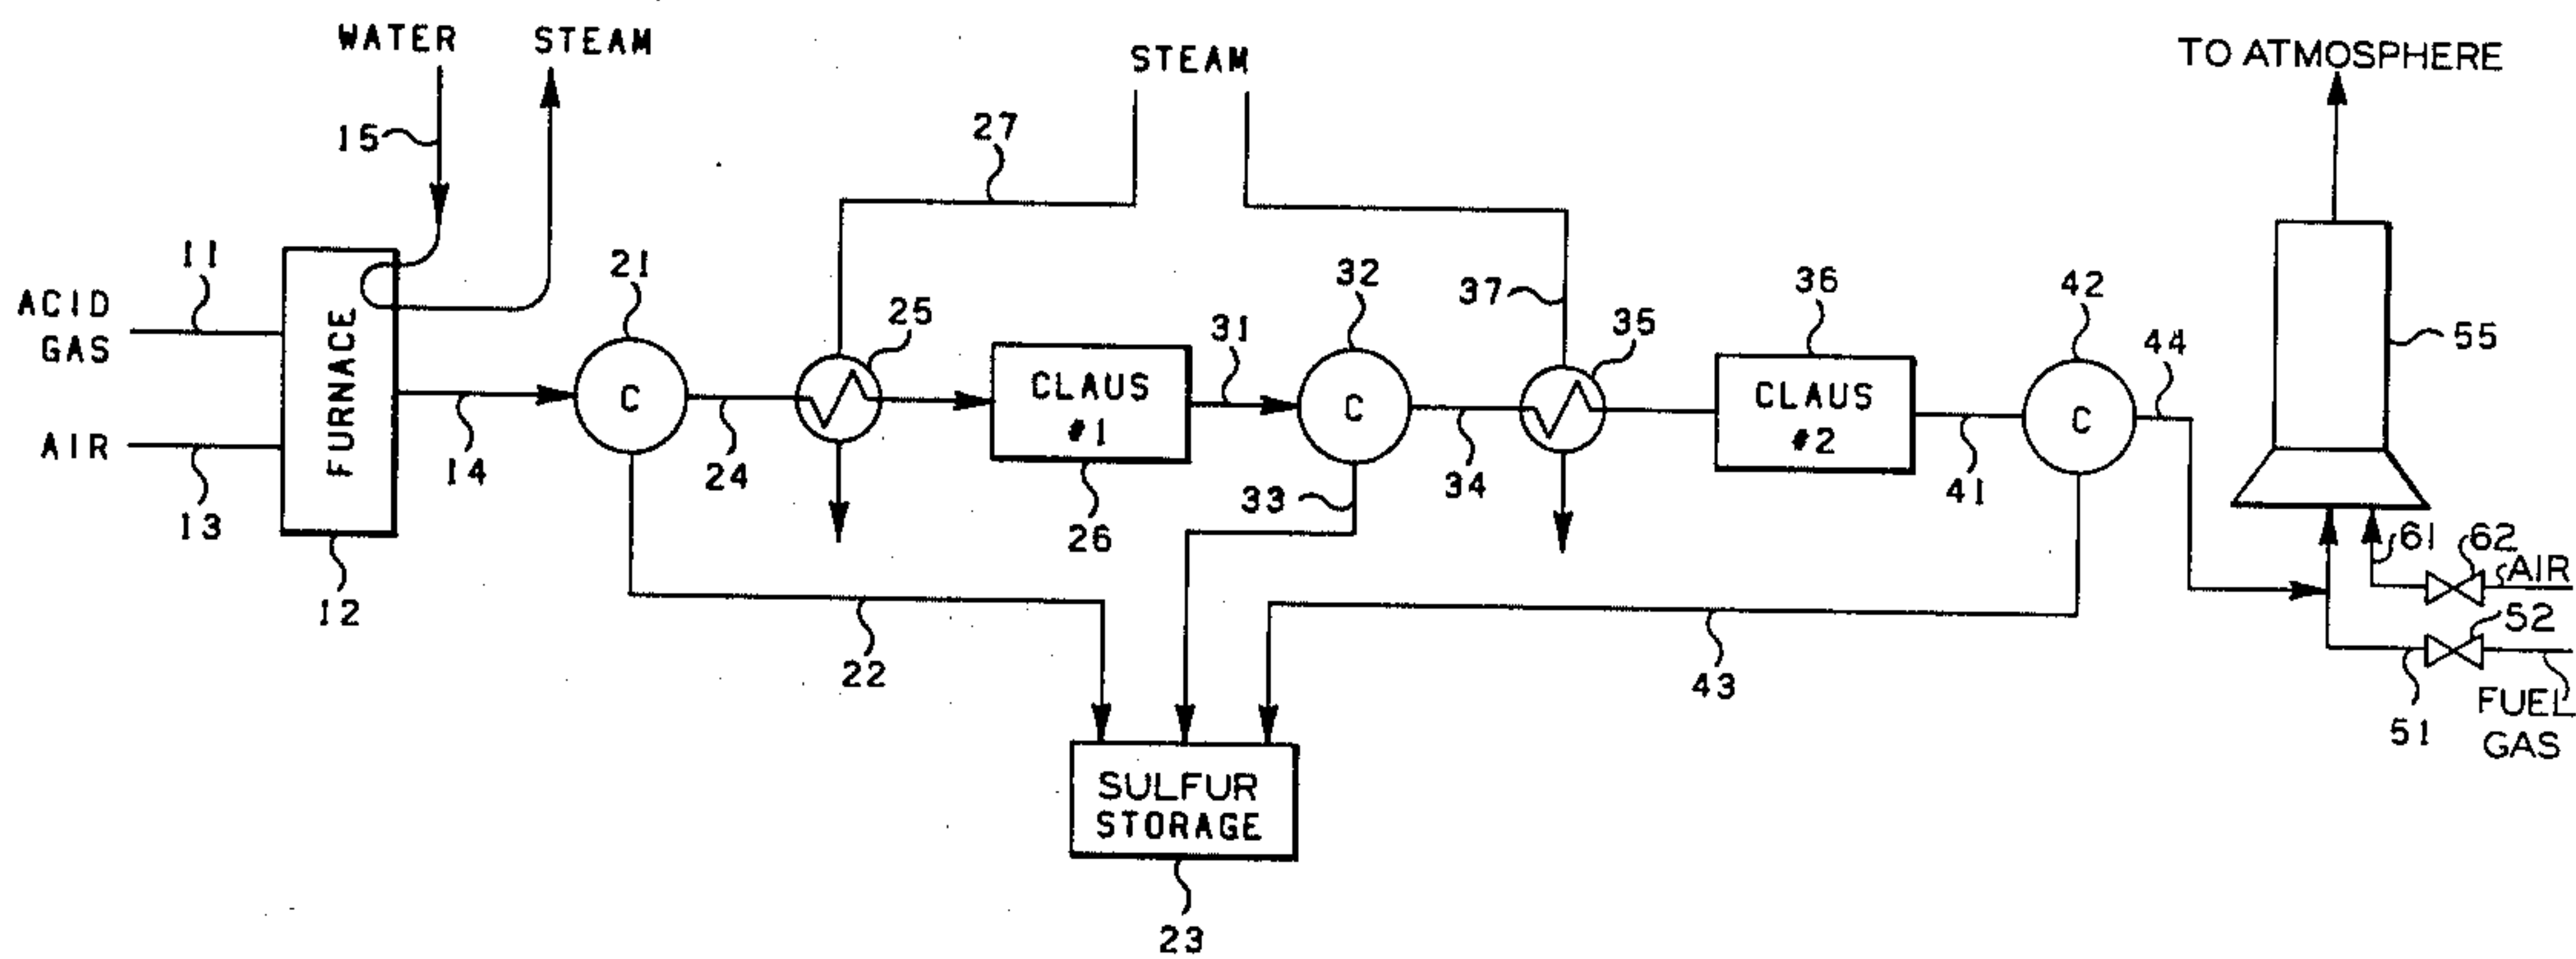 WATER
STEAM
STEAM
TO ATMOSPHERE
15
27
11
ACID
GAS
21
25
31
32
37
35
36
42
44
55
FURNACE
C
CLAUS
#1
C
CLAUS
#2
C
AIR
13
14
24
26
33
34
41
61
62
AIR
12
22
43
52
51
FUEL
GAS
SULFUR
STORAGE
23